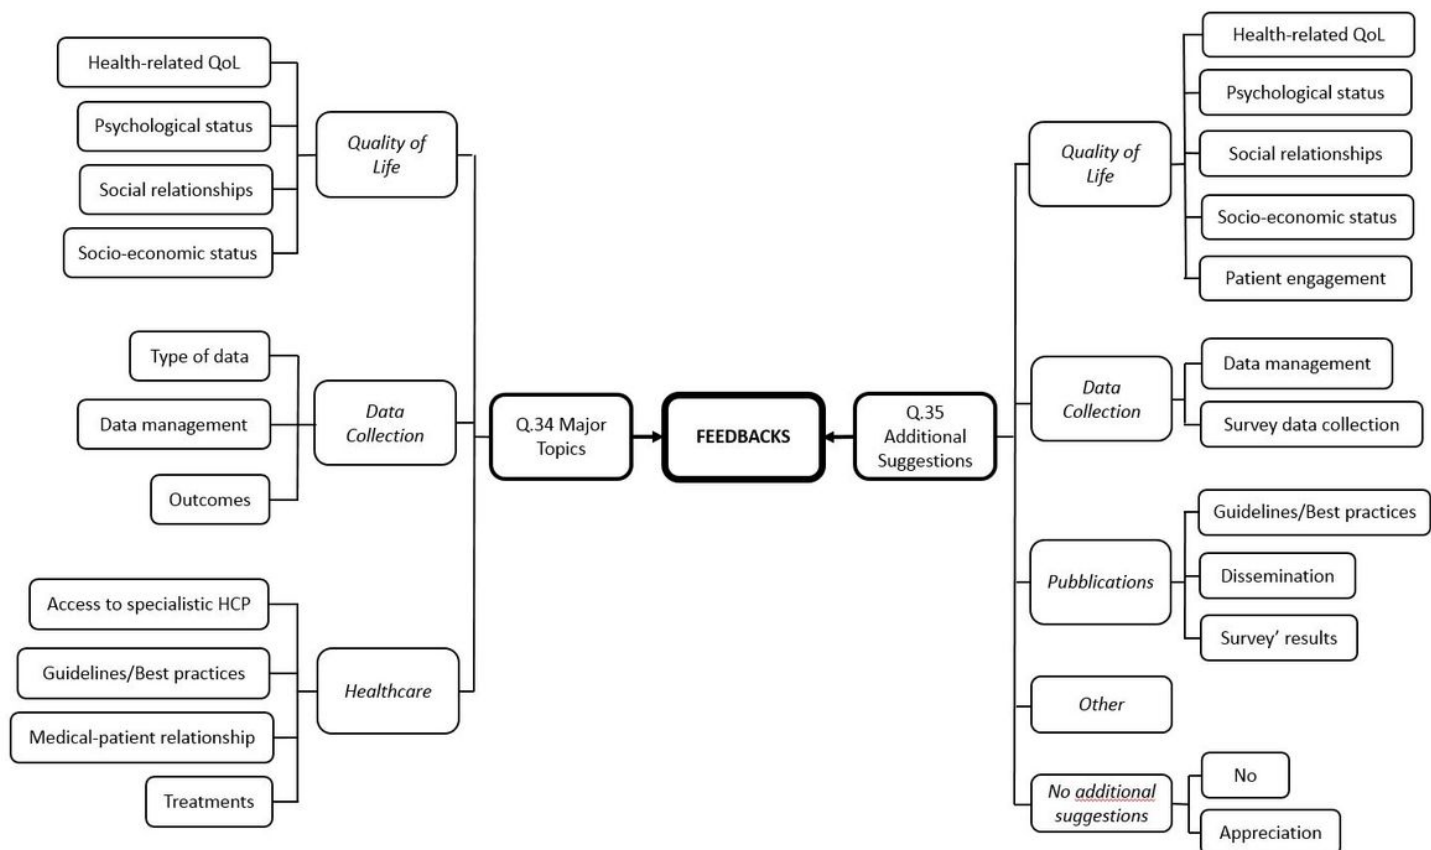 Health-related QoL
Psychological status
Social relationships
Socio-economic status
Quality of
Life
Type of data
Data management
Outcomes
Data
Collection
Access to specialistic HCP
Guidelines/Best practices
Medical-patient relationship
Treatments
Healthcare
Q.34 Major
Topics
FEEDBACKS
Q.35
Additional
Suggestions
Quality of
Life
Health-related QoL
Psychological status
Social relationships
Socio-economic status
Patient engagement
Data
Collection
Data management
Survey data collection
Pubblications
Guidelines/Best practices
Dissemination
Survey’ results
Other
No additional
suggestions
No
Appreciation